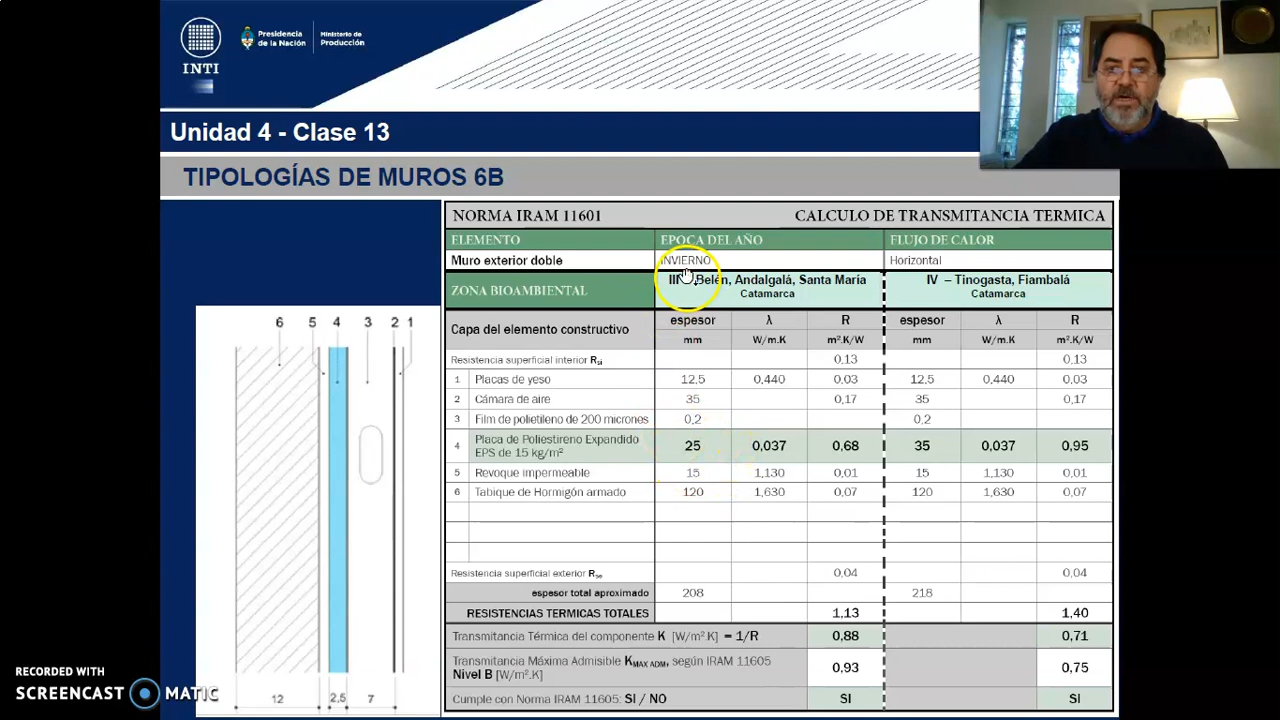 INTI
Presidencia
de la Nación
Ministerio de
Producción
Unidad 4 - Clase 13
TIPOLOGÍAS DE MUROS 6B
NORMA IRAM 11601 CALCULO DE TRANSMITANCIA TERMICA
ELEMENTO EPOCA DEL AÑO FLUJO DE CALOR
Muro exterior doble INVIERNO Horizontal
ZONA BIOAMBIENTAL
III - Belén, Andalgalá, Santa María
Catamarca
IV – Tinogasta, Fiambalá
Catamarca
Capa del elemento constructivo
espesor λ R espesor λ R
mm W/m.K m².K/W mm W/m.K m².K/W
Resistencia superficial interior Rsi 0,13 0,13
1 Placas de yeso 12,5 0,440 0,03 12,5 0,440 0,03
2 Cámara de aire 35 0,17 35 0,17
3 Film de polietileno de 200 micrones 0,2 0,2
4 Placa de Poliestireno Expandido
EPS de 15 kg/m² 25 0,037 0,68 35 0,037 0,95
5 Revoque impermeable 15 1,130 0,01 15 1,130 0,01
6 Tabique de Hormigón armado 120 1,630 0,07 120 1,630 0,07
Resistencia superficial exterior Rse 0,04 0,04
espesor total aproximado 208 218
RESISTENCIAS TERMICAS TOTALES 1,13 1,40
Transmitancia Térmica del componente K [W/m².K] = 1/R 0,88 0,71
Transmitancia Máxima Admisible KMAX ADM, según IRAM 11605
Nivel B [W/m².K] 0,93 0,75
Cumple con Norma IRAM 11605: SI / NO SI SI
6 5 4 3 2 1
12 2,5 7
RECORDED WITH
SCREENCAST MATIC